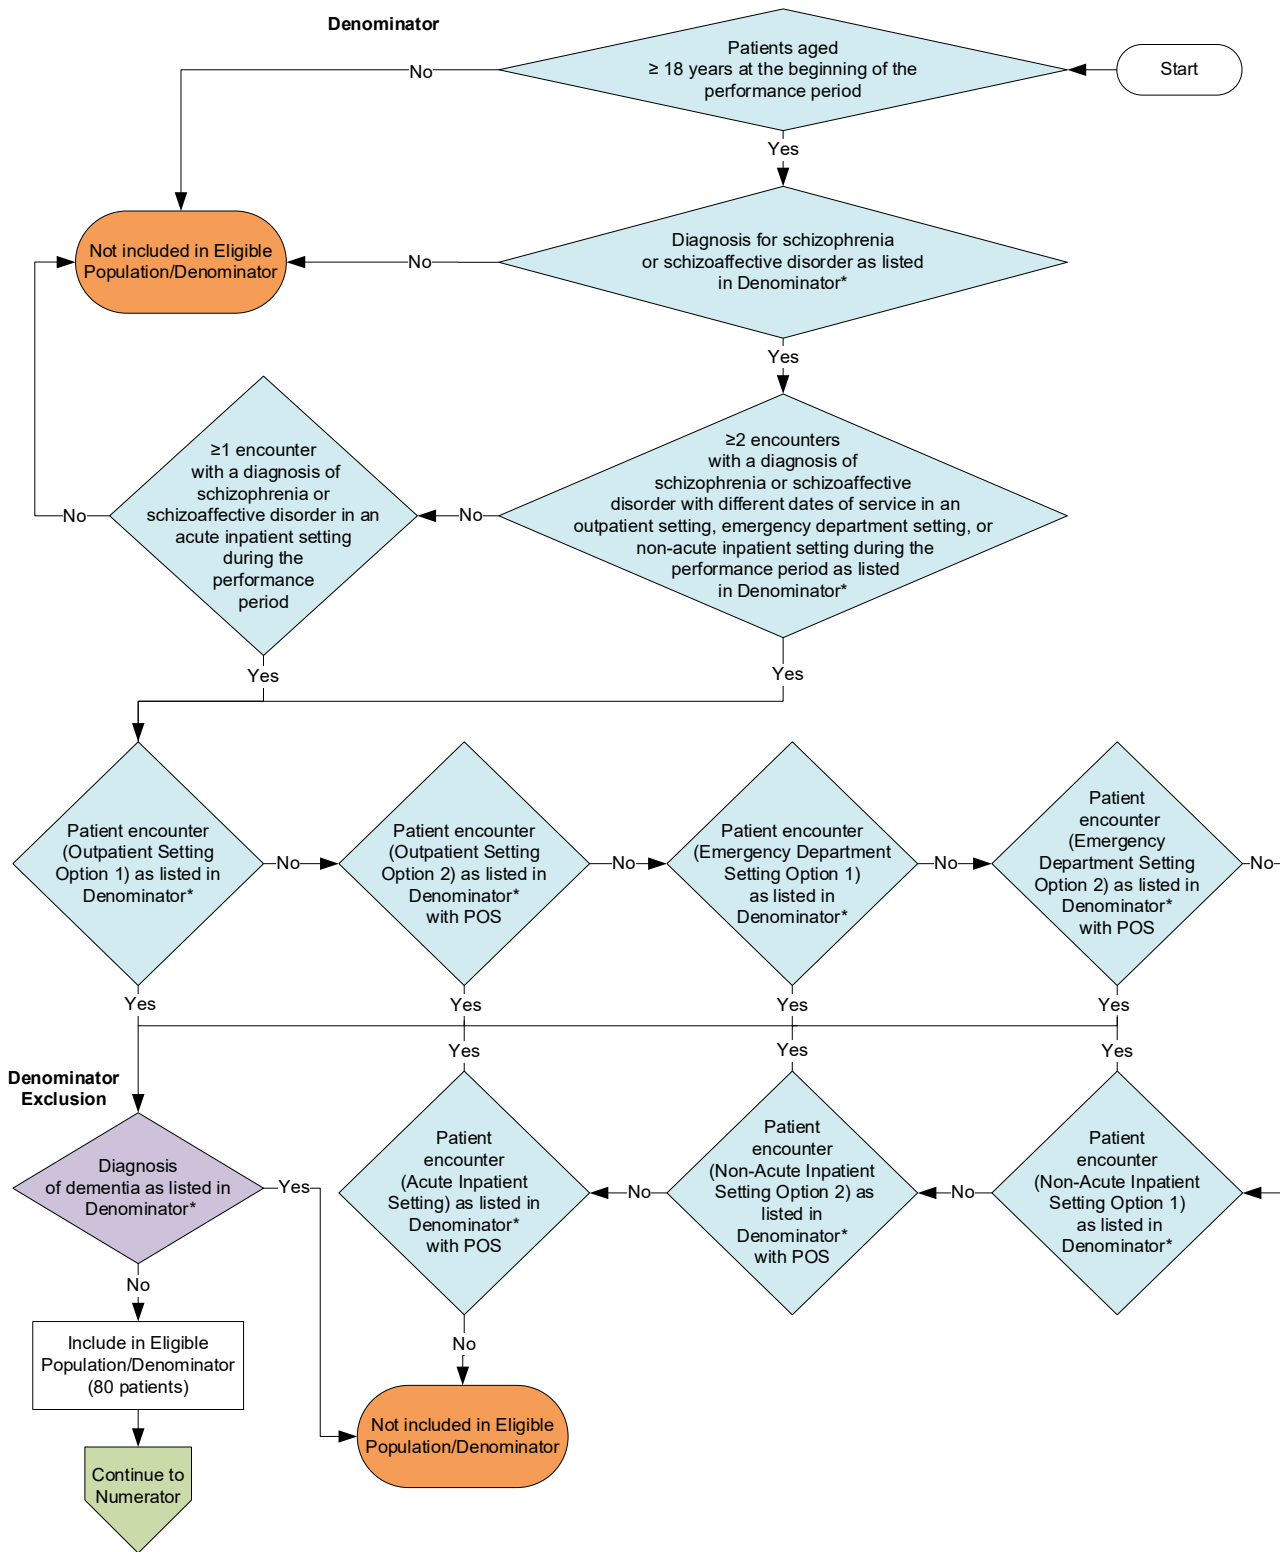 Denominator
Patients aged
≥ 18 years at the beginning of the
performance period
Start
No
Yes
Not included in Eligible
Population/Denominator
No
Diagnosis for schizophrenia
or schizoaffective disorder as listed
in Denominator*
Yes
≥1 encounter
with a diagnosis of
schizophrenia or
schizoaffective disorder in an
acute inpatient setting
during the
performance
period
No
No
≥2 encounters
with a diagnosis of
schizophrenia or schizoaffective
disorder with different dates of service in an
outpatient setting, emergency department setting, or
non-acute inpatient setting during the
performance period as listed
in Denominator*
Yes
Yes
Patient encounter
(Outpatient Setting
Option 1) as listed in
Denominator*
No
Patient encounter
(Outpatient Setting
Option 2) as listed in
Denominator*
with POS
No
Patient encounter
(Emergency Department
Setting Option 1)
as listed in
Denominator*
No
Patient
encounter
(Emergency
Department Setting
Option 2) as listed in
Denominator*
with POS
No
Yes
Yes
Yes
Yes
Yes
Yes
Yes
Denominator
Exclusion
Diagnosis
of dementia as listed in
Denominator*
Yes
Patient
encounter
(Acute Inpatient
Setting) as listed in
Denominator*
with POS
No
Patient
encounter
(Non-Acute Inpatient
Setting Option 2) as
listed in
Denominator*
with POS
No
Patient
encounter
(Non-Acute Inpatient
Setting Option 1)
as listed in
Denominator*
No
No
Include in Eligible
Population/Denominator
(80 patients)
Not included in Eligible
Population/Denominator
Continue to
Numerator